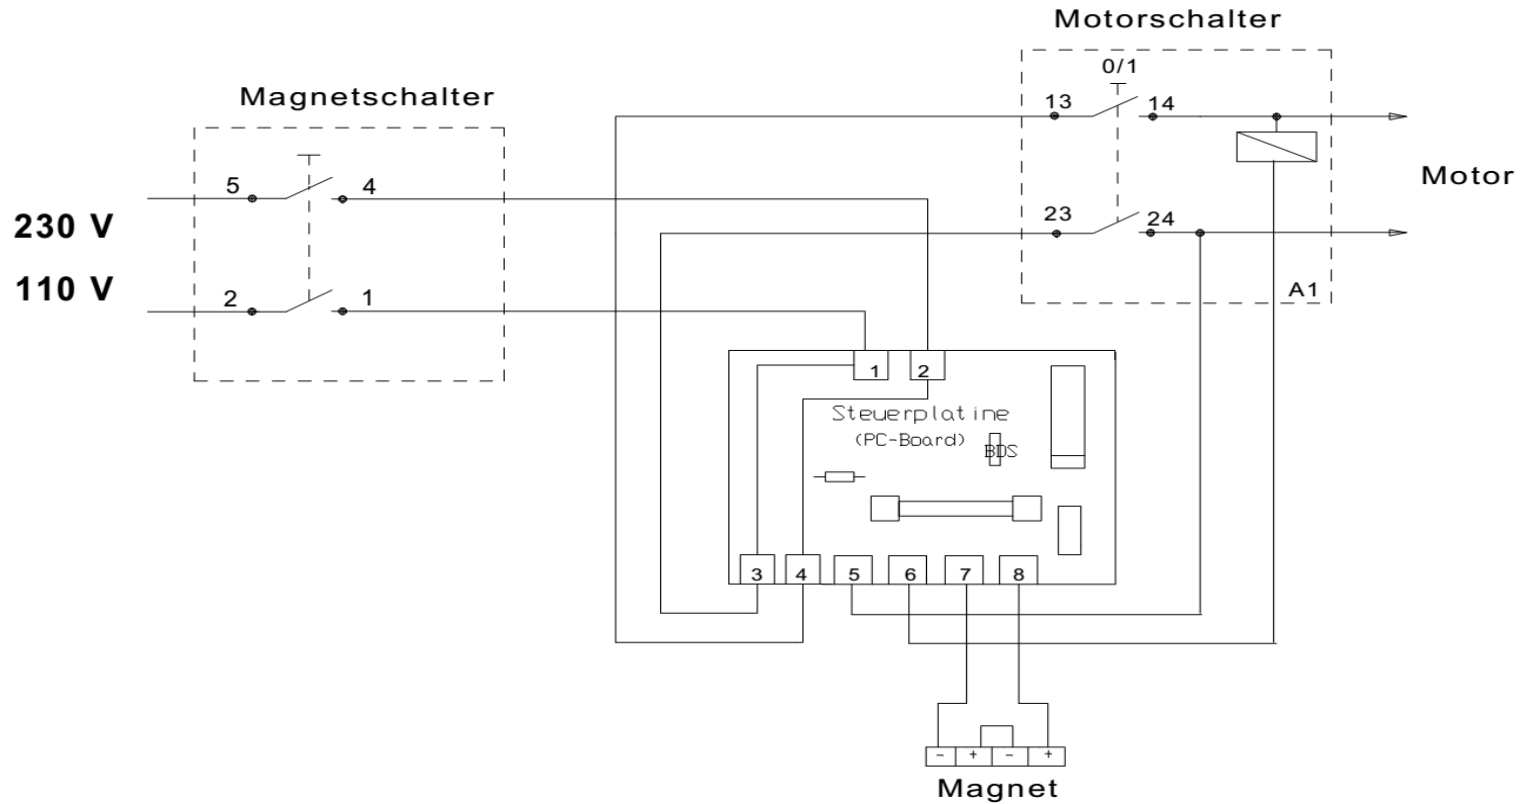 Motorschalter
0/1
Magnetschalter
13
14
5
4
Motor
230 V
23
24
110 V
2
1
A1
1
2
Steuerplatine
(PC-Board)
BDS
3
4
5
6
7
8
- + - +
Magnet